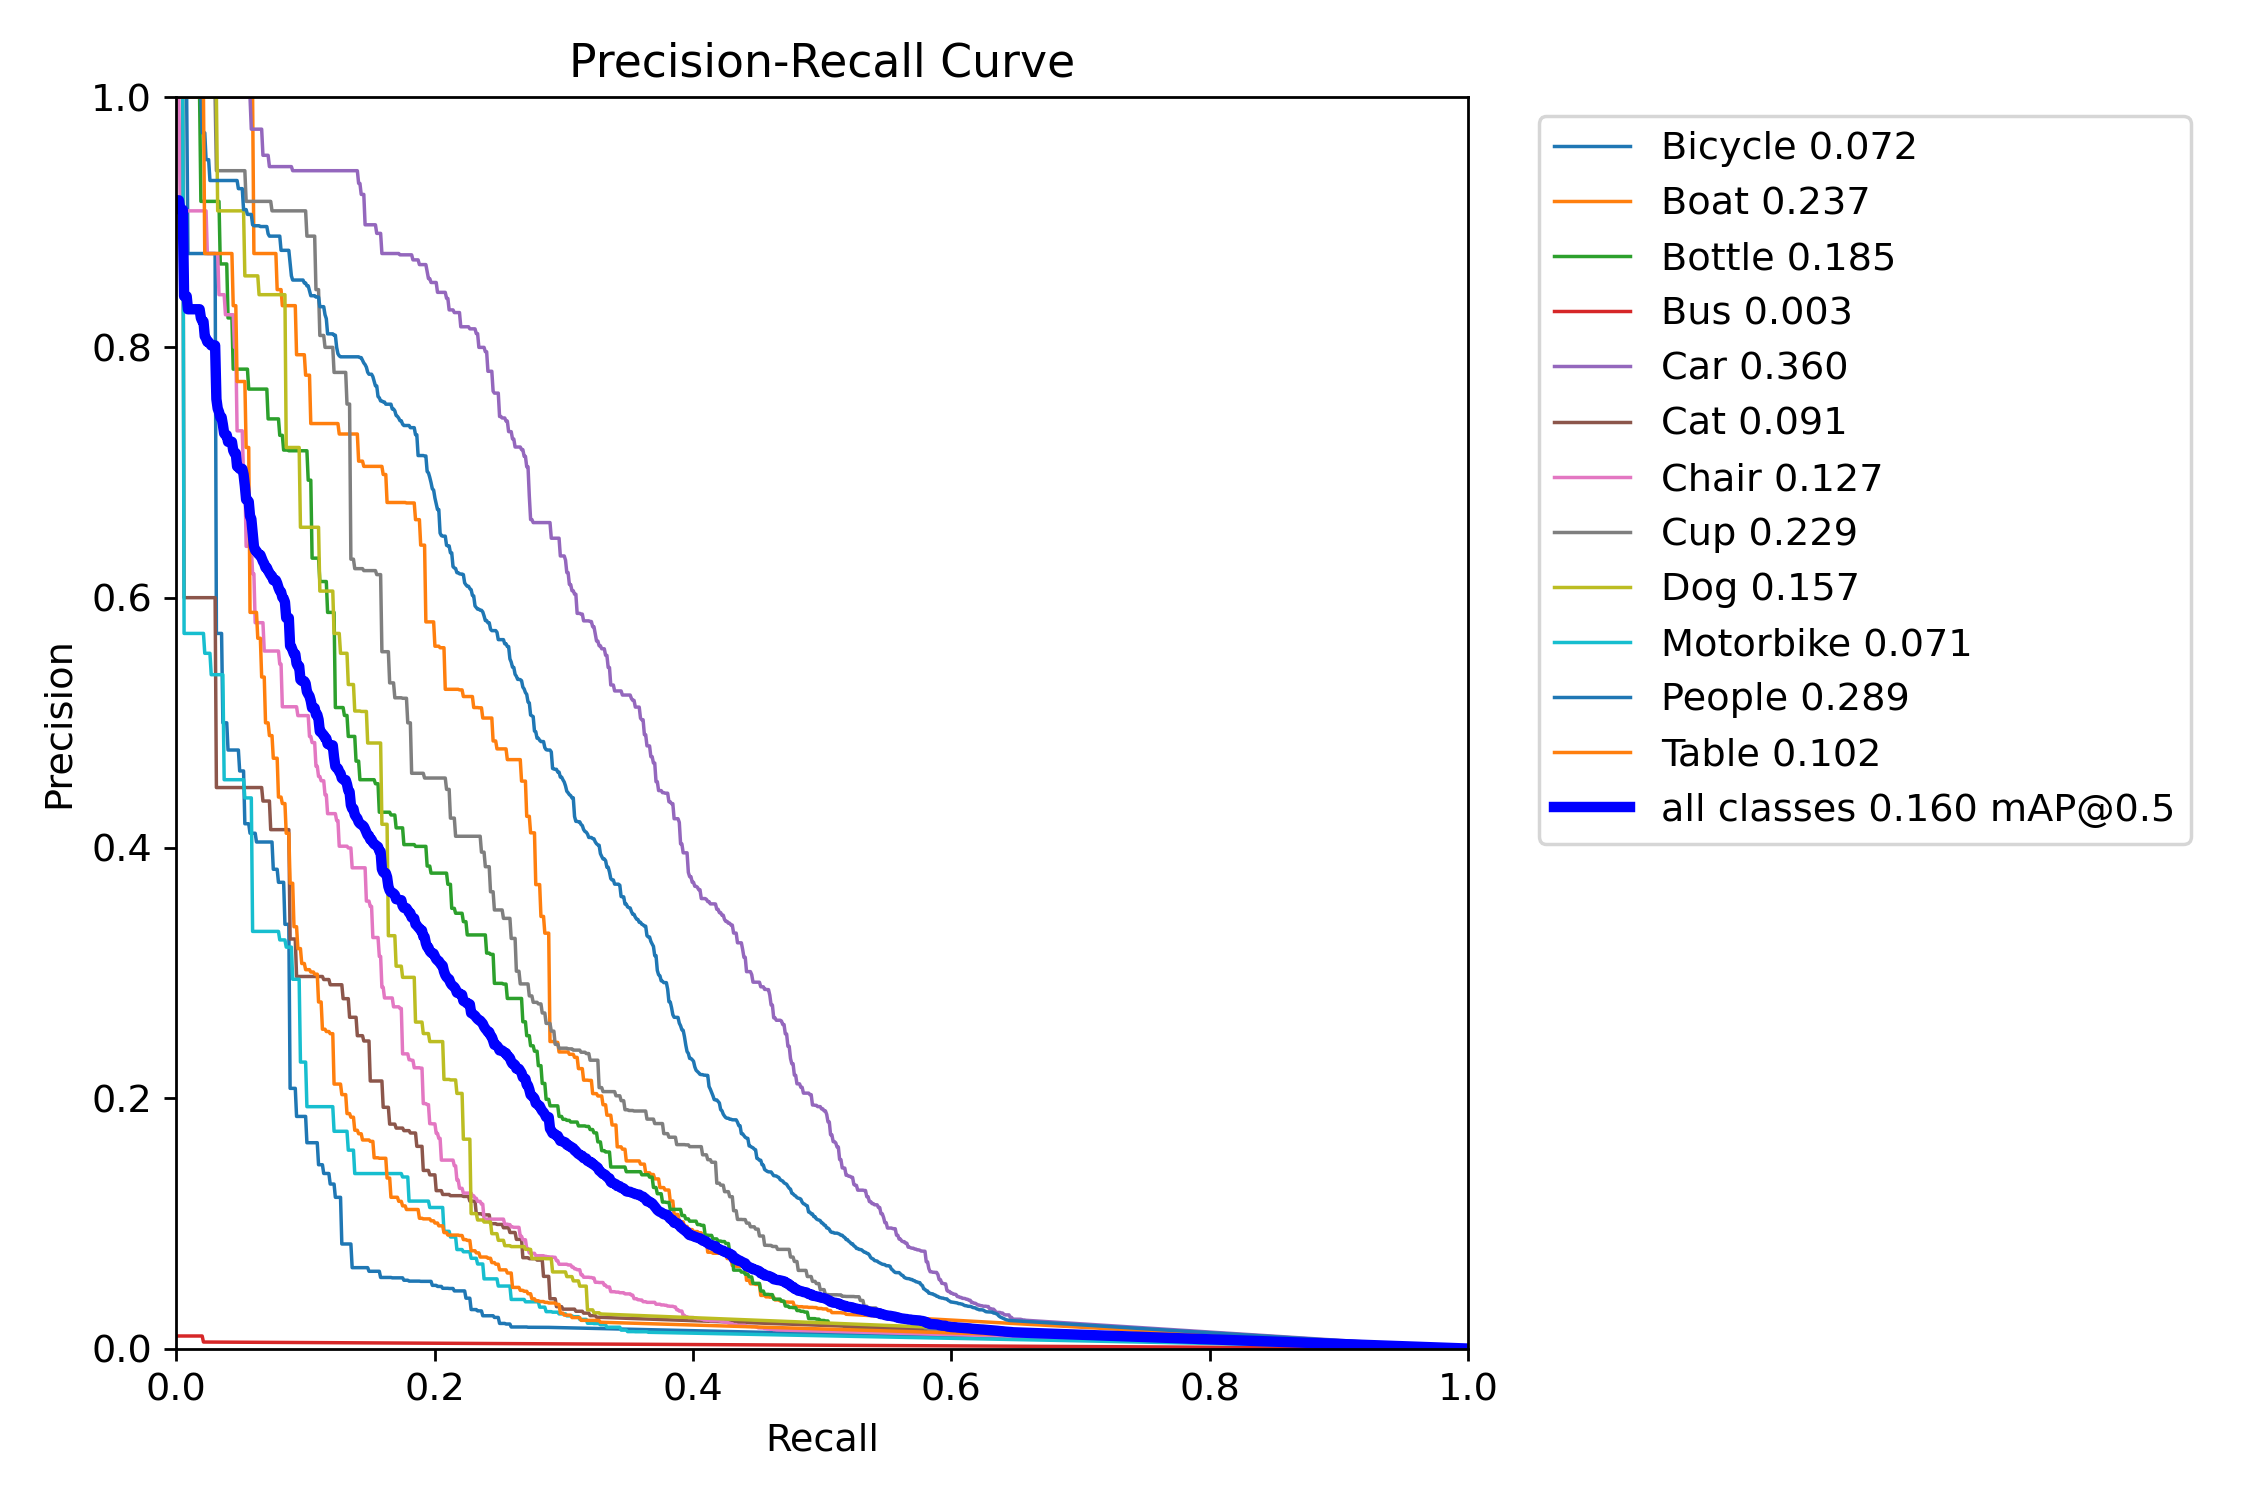 Precision-Recall Curve
1.0
0.8
0.6
0.4
0.2
0.0
Precision
0.0 0.2 0.4 0.6 0.8 1.0
Recall
Bicycle 0.072
Boat 0.237
Bottle 0.185
Bus 0.003
Car 0.360
Cat 0.091
Chair 0.127
Cup 0.229
Dog 0.157
Motorbike 0.071
People 0.289
Table 0.102
all classes 0.160 mAP@0.5